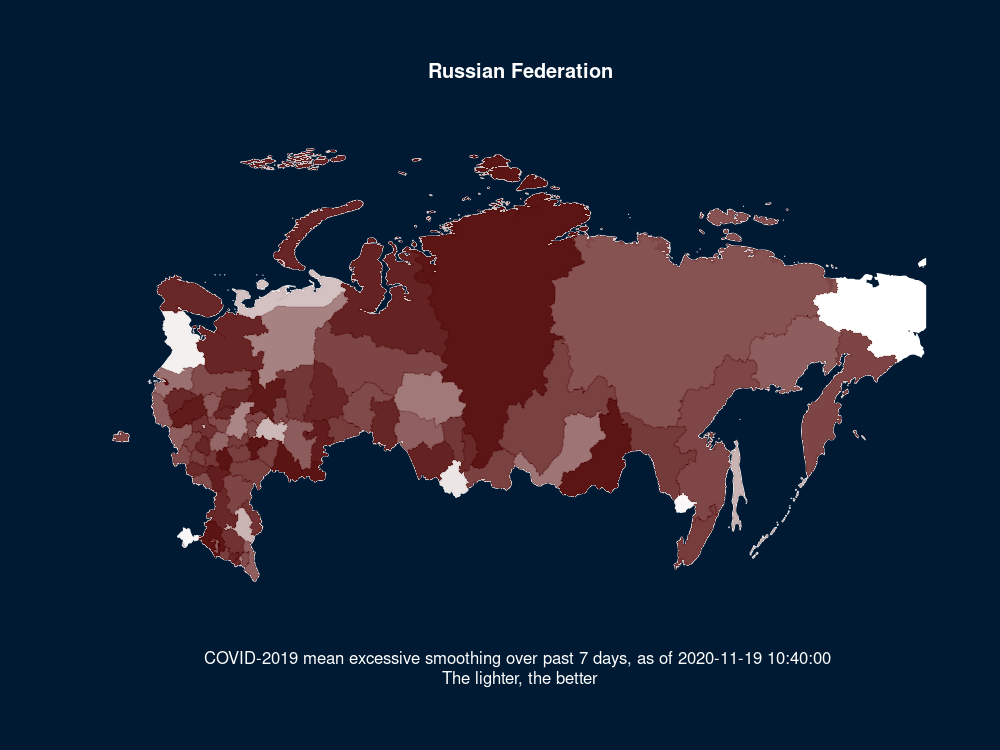 Russian Federation
COVID-2019 mean excessive smoothing over past 7 days, as of 2020-11-19 10:40:00
The lighter, the better